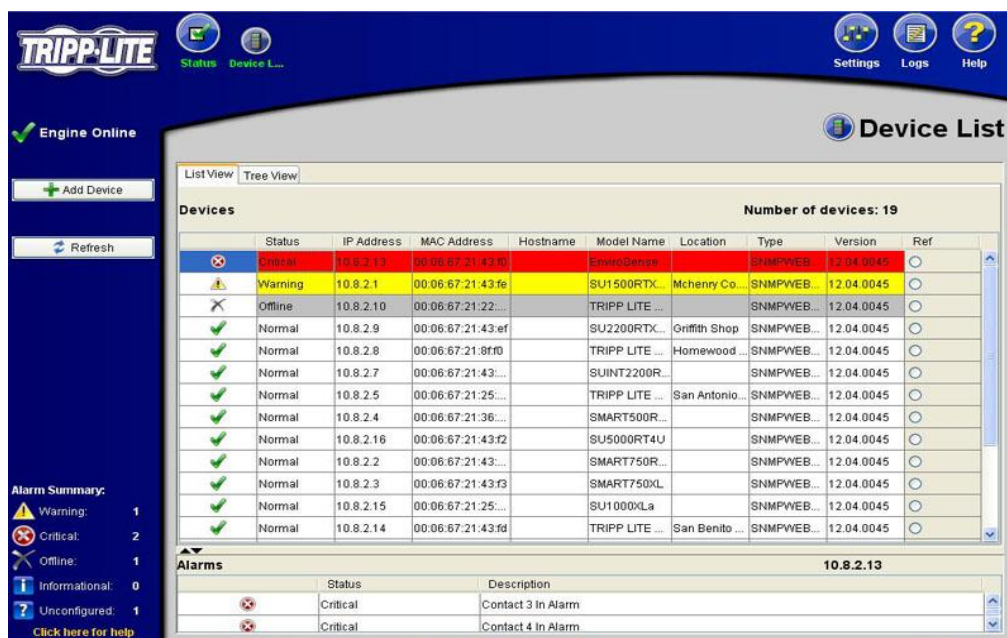 TRIPP·LITE
Status Device L...
Settings Logs Help
Engine Online
Device List
Add Device
Refresh
List View Tree View
Devices Number of devices: 19
Status IP Address MAC Address Hostname Model Name Location Type Version Ref
Critical 10.8.2.13 00:06:67:21:43:f0 EnviroSense SNMPWEB... 12.04.0045
Warning 10.8.2.1 00:06:67:21:43:fe SU1500RTX... Mchenry Co... SNMPWEB... 12.04.0045
Offline 10.8.2.10 00:06:67:21:22:... TRIPP LITE ... SNMPWEB... 12.04.0045
Normal 10.8.2.9 00:06:67:21:43:ef SU2200RTX... Griffith Shop SNMPWEB... 12.04.0045
Normal 10.8.2.8 00:06:67:21:8f:f0 TRIPP LITE ... Homewood ... SNMPWEB... 12.04.0045
Normal 10.8.2.7 00:06:67:21:43:... SUINT2200R... SNMPWEB... 12.04.0045
Normal 10.8.2.5 00:06:67:21:25:... TRIPP LITE ... San Antonio... SNMPWEB... 12.04.0045
Normal 10.8.2.4 00:06:67:21:36:... SMART500R... SNMPWEB... 12.04.0045
Normal 10.8.2.16 00:06:67:21:43:f2 SU5000RT4U SNMPWEB... 12.04.0045
Normal 10.8.2.2 00:06:67:21:43:... SMART750R... SNMPWEB... 12.04.0045
Normal 10.8.2.3 00:06:67:21:43:f3 SMART750XL SNMPWEB... 12.04.0045
Normal 10.8.2.15 00:06:67:21:25:... SU1000XLa SNMPWEB... 12.04.0045
Normal 10.8.2.14 00:06:67:21:43:fd TRIPP LITE ... San Benito ... SNMPWEB... 12.04.0045
Alarm Summary:
Warning: 1
Critical: 2
Offline: 1
Informational: 0
Unconfigured: 1
Click here for help
Alarms 10.8.2.13
Status Description
Critical Contact 3 In Alarm
Critical Contact 4 In Alarm